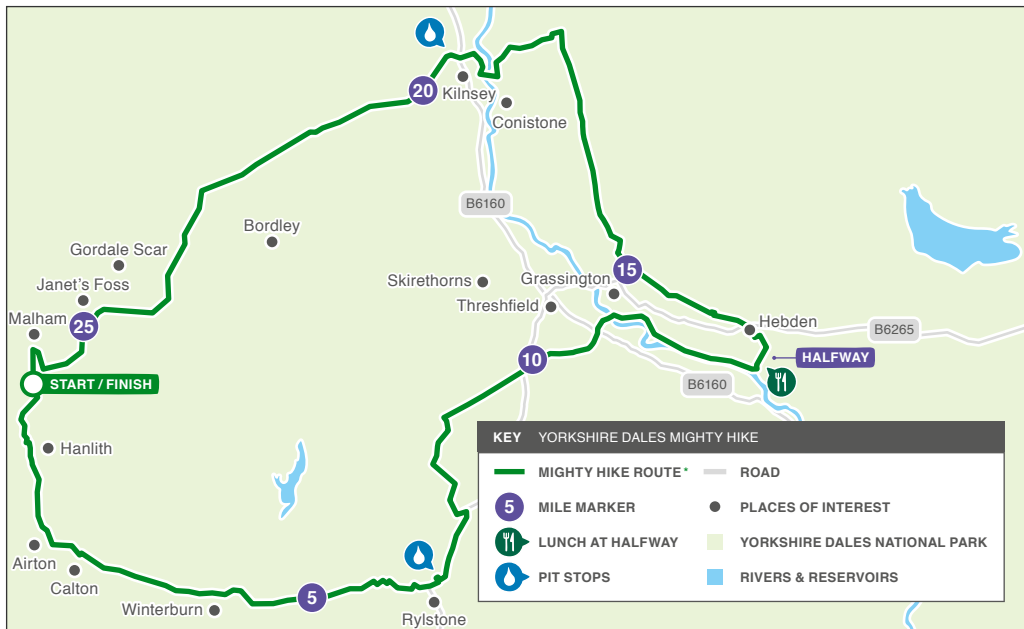 20
Kilnsey
Conistone
B6160
Bordley
Gordale Scar
Janet's Foss
Malham
25
START / FINISH
Skirethorns
Grassington
15
Threshfield
Hebden
B6265
10
HALFWAY
B6160
Hanlith
Airton
Calton
Winterburn
5
Rylstone
KEY YORKSHIRE DALES MIGHTY HIKE
MIGHTY HIKE ROUTE*
ROAD
5 MILE MARKER
PLACES OF INTEREST
LUNCH AT HALFWAY
YORKSHIRE DALES NATIONAL PARK
PIT STOPS
RIVERS & RESERVOIRS